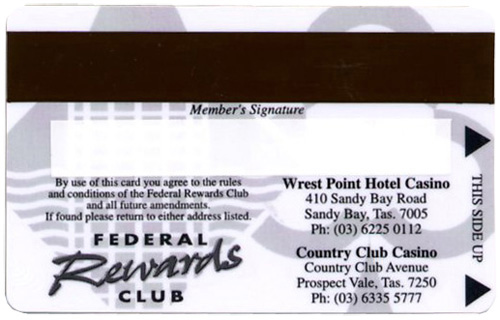 Member's Signature
By use of this card you agree to the rules
and conditions of the Federal Rewards Club
and all future amendments.
If found please return to either address listed.
FEDERAL
Rewards
CLUB
Wrest Point Hotel Casino
410 Sandy Bay Road
Sandy Bay, Tas. 7005
Ph: (03) 6225 0112
Country Club Casino
Country Club Avenue
Prospect Vale, Tas. 7250
Ph: (03) 6335 5777
THIS SIDE UP